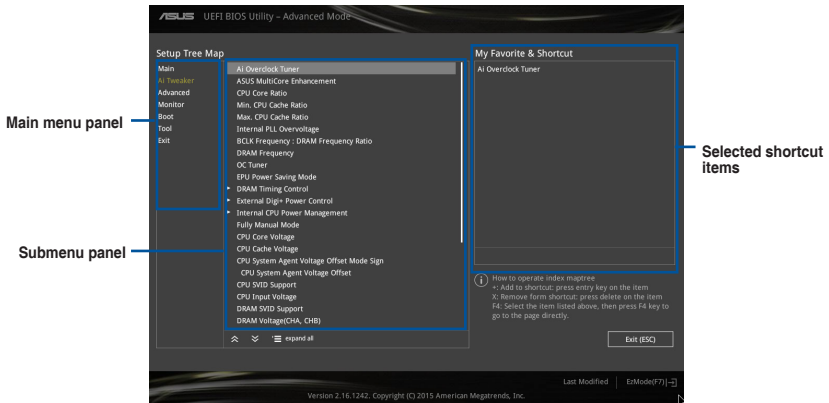 ASUS UEFI BIOS Utility – Advanced Mode
Setup Tree Map
Main
Ai Tweaker
Advanced
Monitor
Boot
Tool
Exit
Ai Overclock Tuner
ASUS MultiCore Enhancement
CPU Core Ratio
Min. CPU Cache Ratio
Max. CPU Cache Ratio
Internal PLL Overvoltage
BCLK Frequency : DRAM Frequency Ratio
DRAM Frequency
OC Tuner
EPU Power Saving Mode
DRAM Timing Control
External Digi+ Power Control
Internal CPU Power Management
Fully Manual Mode
CPU Core Voltage
CPU Cache Voltage
CPU System Agent Voltage Offset Mode Sign
CPU System Agent Voltage Offset
CPU SVID Support
CPU Input Voltage
DRAM SVID Support
DRAM Voltage(CHA, CHB)
expand all
My Favorite & Shortcut
Ai Overclock Tuner
How to operate index maptree
+: Add to shortcut: press entry key on the item
X: Remove form shortcut: press delete on the item
F4: Select the item listed above, then press F4 key to
go to the page directly.
Exit (ESC)
Last Modified
EzMode(F7)
Version 2.16.1242. Copyright (C) 2015 American Megatrends, Inc.
Main menu panel
Submenu panel
Selected shortcut
items